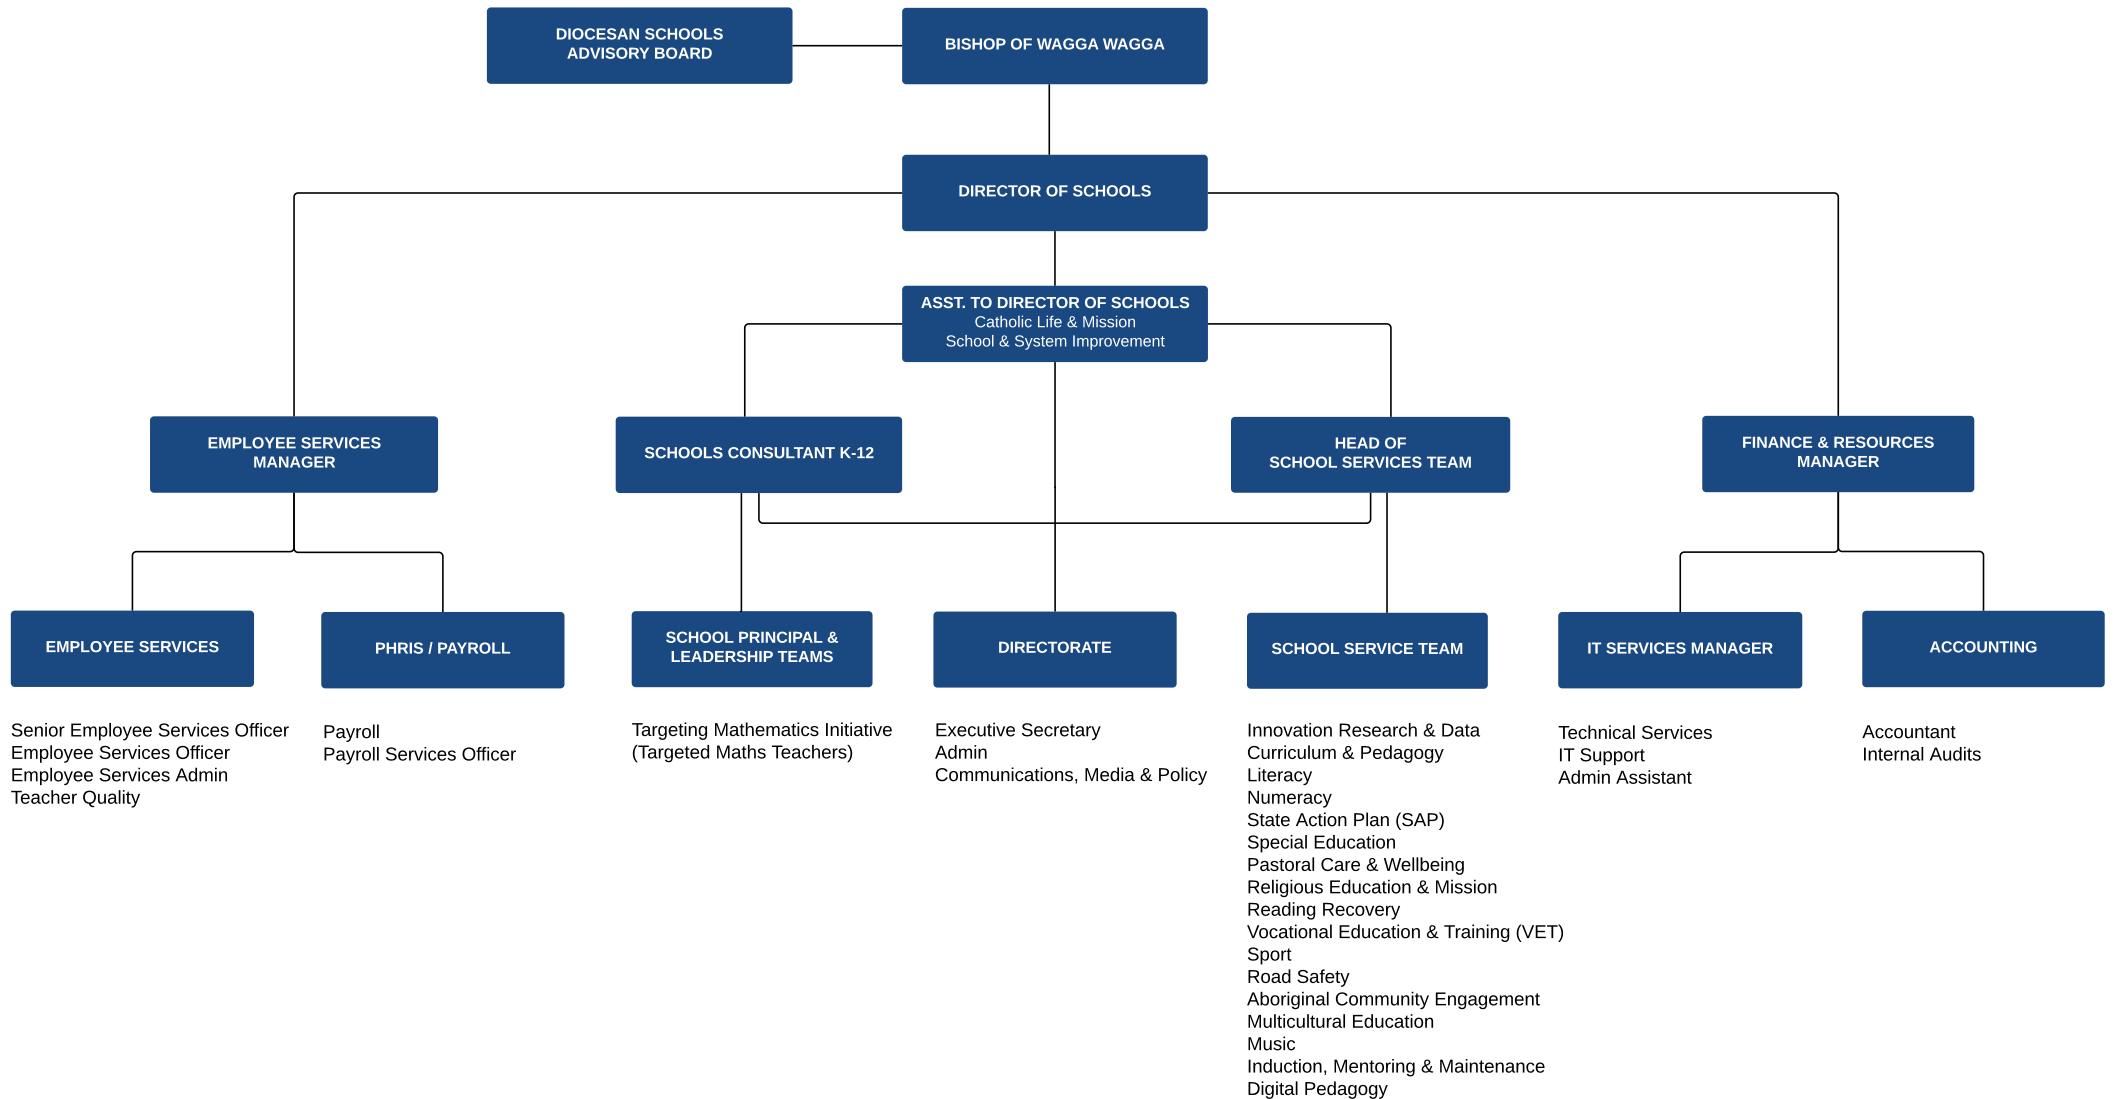 DIOCESAN SCHOOLS
ADVISORY BOARD
BISHOP OF WAGGA WAGGA
DIRECTOR OF SCHOOLS
ASST. TO DIRECTOR OF SCHOOLS
Catholic Life & Mission
School & System Improvement
EMPLOYEE SERVICES
MANAGER
SCHOOLS CONSULTANT K-12
HEAD OF
SCHOOL SERVICES TEAM
FINANCE & RESOURCES
MANAGER
EMPLOYEE SERVICES
PHRIS / PAYROLL
SCHOOL PRINCIPAL &
LEADERSHIP TEAMS
DIRECTORATE
SCHOOL SERVICE TEAM
IT SERVICES MANAGER
ACCOUNTING
Senior Employee Services Officer
Employee Services Officer
Employee Services Admin
Teacher Quality
Payroll
Payroll Services Officer
Targeting Mathematics Initiative
(Targeted Maths Teachers)
Executive Secretary
Admin
Communications, Media & Policy
Innovation Research & Data
Curriculum & Pedagogy
Literacy
Numeracy
State Action Plan (SAP)
Special Education
Pastoral Care & Wellbeing
Religious Education & Mission
Reading Recovery
Vocational Education & Training (VET)
Sport
Road Safety
Aboriginal Community Engagement
Multicultural Education
Music
Induction, Mentoring & Maintenance
Digital Pedagogy
Technical Services
IT Support
Admin Assistant
Accountant
Internal Audits